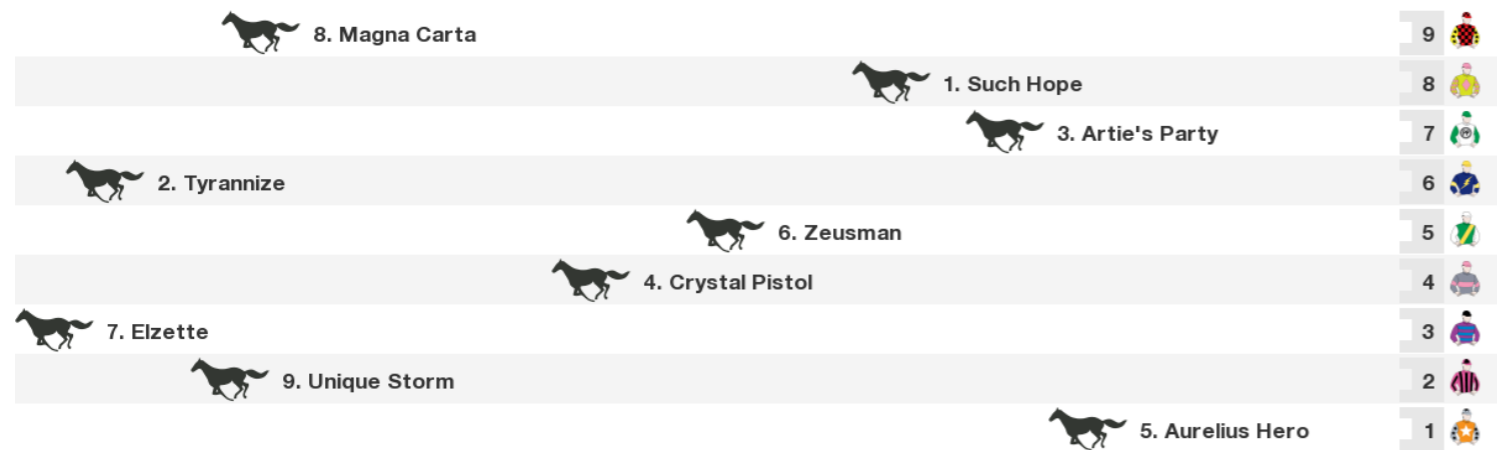 8. Magna Carta 9
1. Such Hope 8
3. Artie's Party 7
2. Tyrannize 6
6. Zeusman 5
4. Crystal Pistol 4
7. Elzette 3
9. Unique Storm 2
5. Aurelius Hero 1